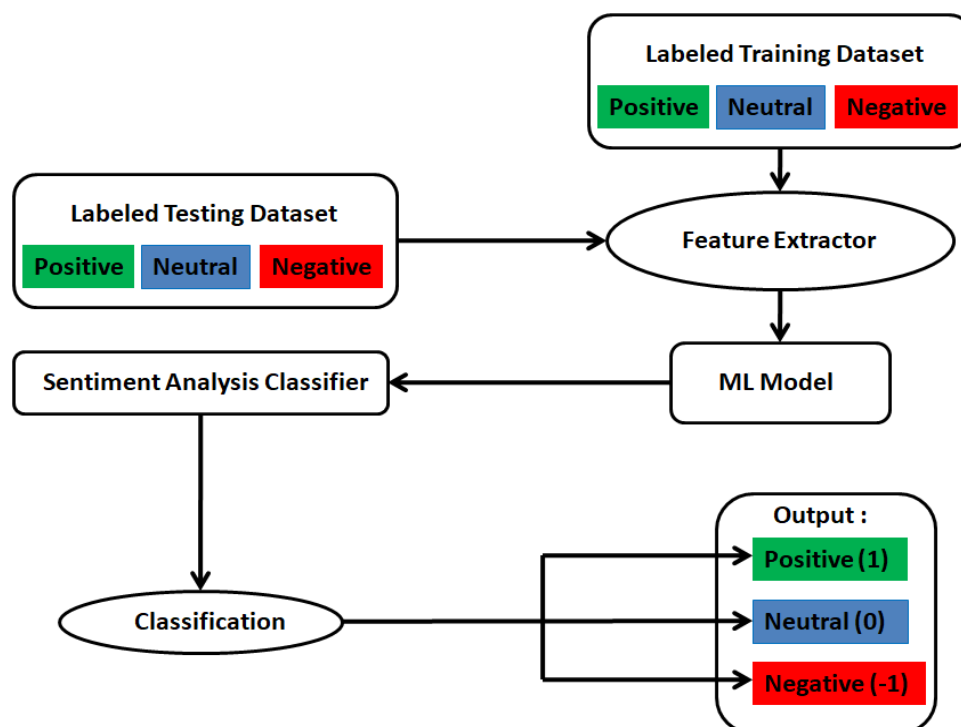 Labeled Training Dataset
Positive Neutral Negative
Labeled Testing Dataset
Positive Neutral Negative
Feature Extractor
Sentiment Analysis Classifier
ML Model
Classification
Output :
Positive (1)
Neutral (0)
Negative (-1)